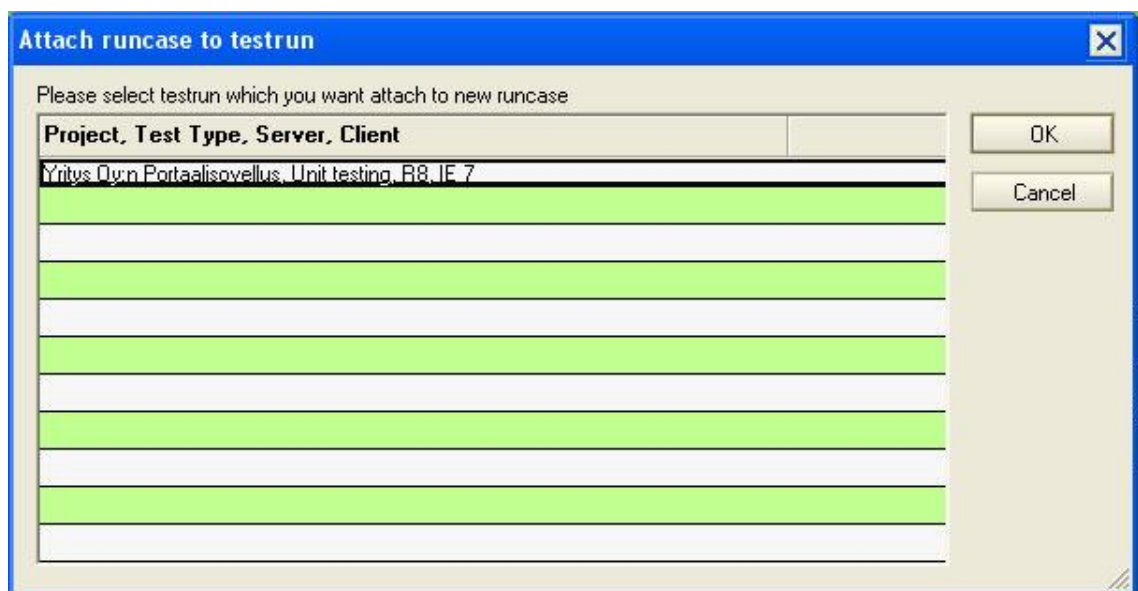 Attach runcase to testrun
Please select testrun which you want attach to new runcase
Project, Test Type, Server, Client
OK
Yritys Oy:n Portaalisovellus, Unit testing, R8, IE 7
Cancel